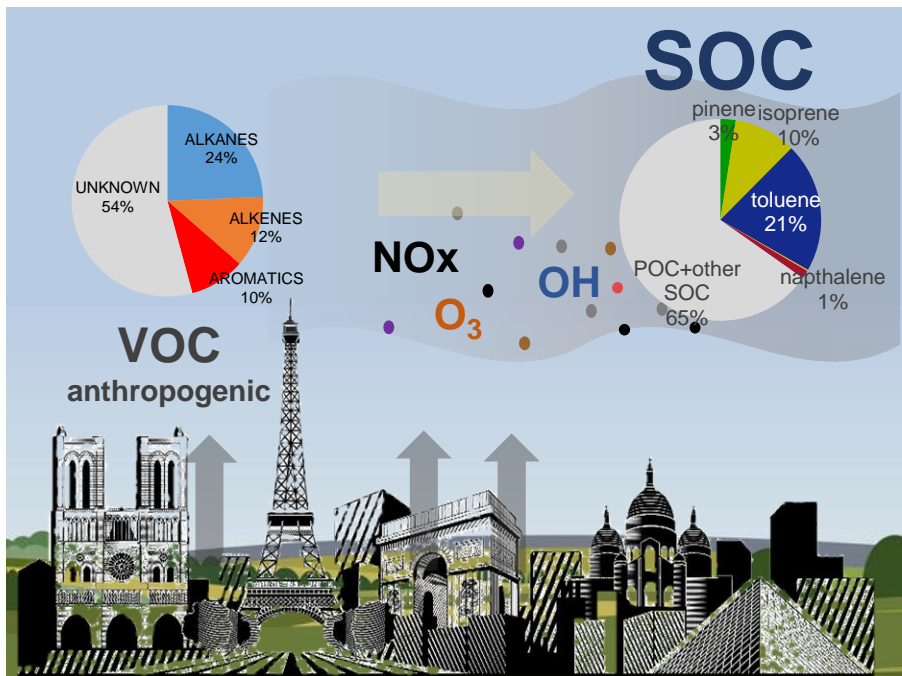 SOC
pinene
3%
isoprene
10%
toluene
21%
napthalene
1%
POC+other
SOC
65%
ALKANES
24%
ALKENES
12%
AROMATICS
10%
UNKNOWN
54%
NOx
OH
O₃
VOC
anthropogenic